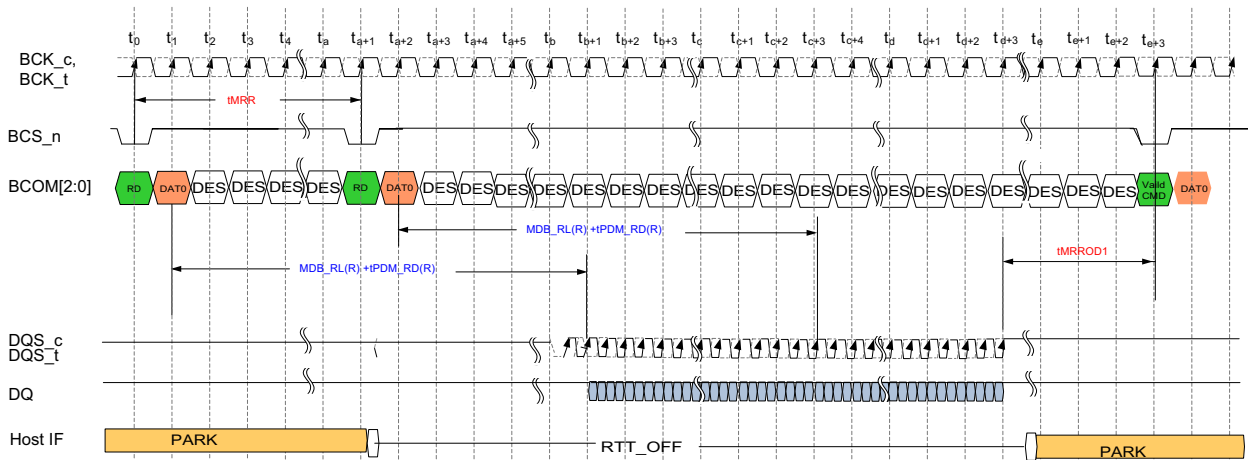 t0 t1 t2 t3 t4 ta ta+1 ta+2 ta+3 ta+4 ta+5 tb tb+1 tb+2 tb+3 tc tc+1 tc+2 tc+3 tc+4 td td+1 td+2 td+3 te te+1 te+2 te+3
BCK_c,
BCK_t
tMRR
BCS_n
BCOM[2:0] RD DAT0 DES DES DES DES RD DAT0 DES DES DES DES DES DES DES DES DES DES DES DES DES DES DES DES DES DES DES Valid CMD DAT0
MDB_RL(R) +tPDM_RD(R)
tMRROD1
MDB_RL(R) +tPDM_RD(R)
DQS_c
DQS_t
DQ
Host IF PARK RTT_OFF PARK